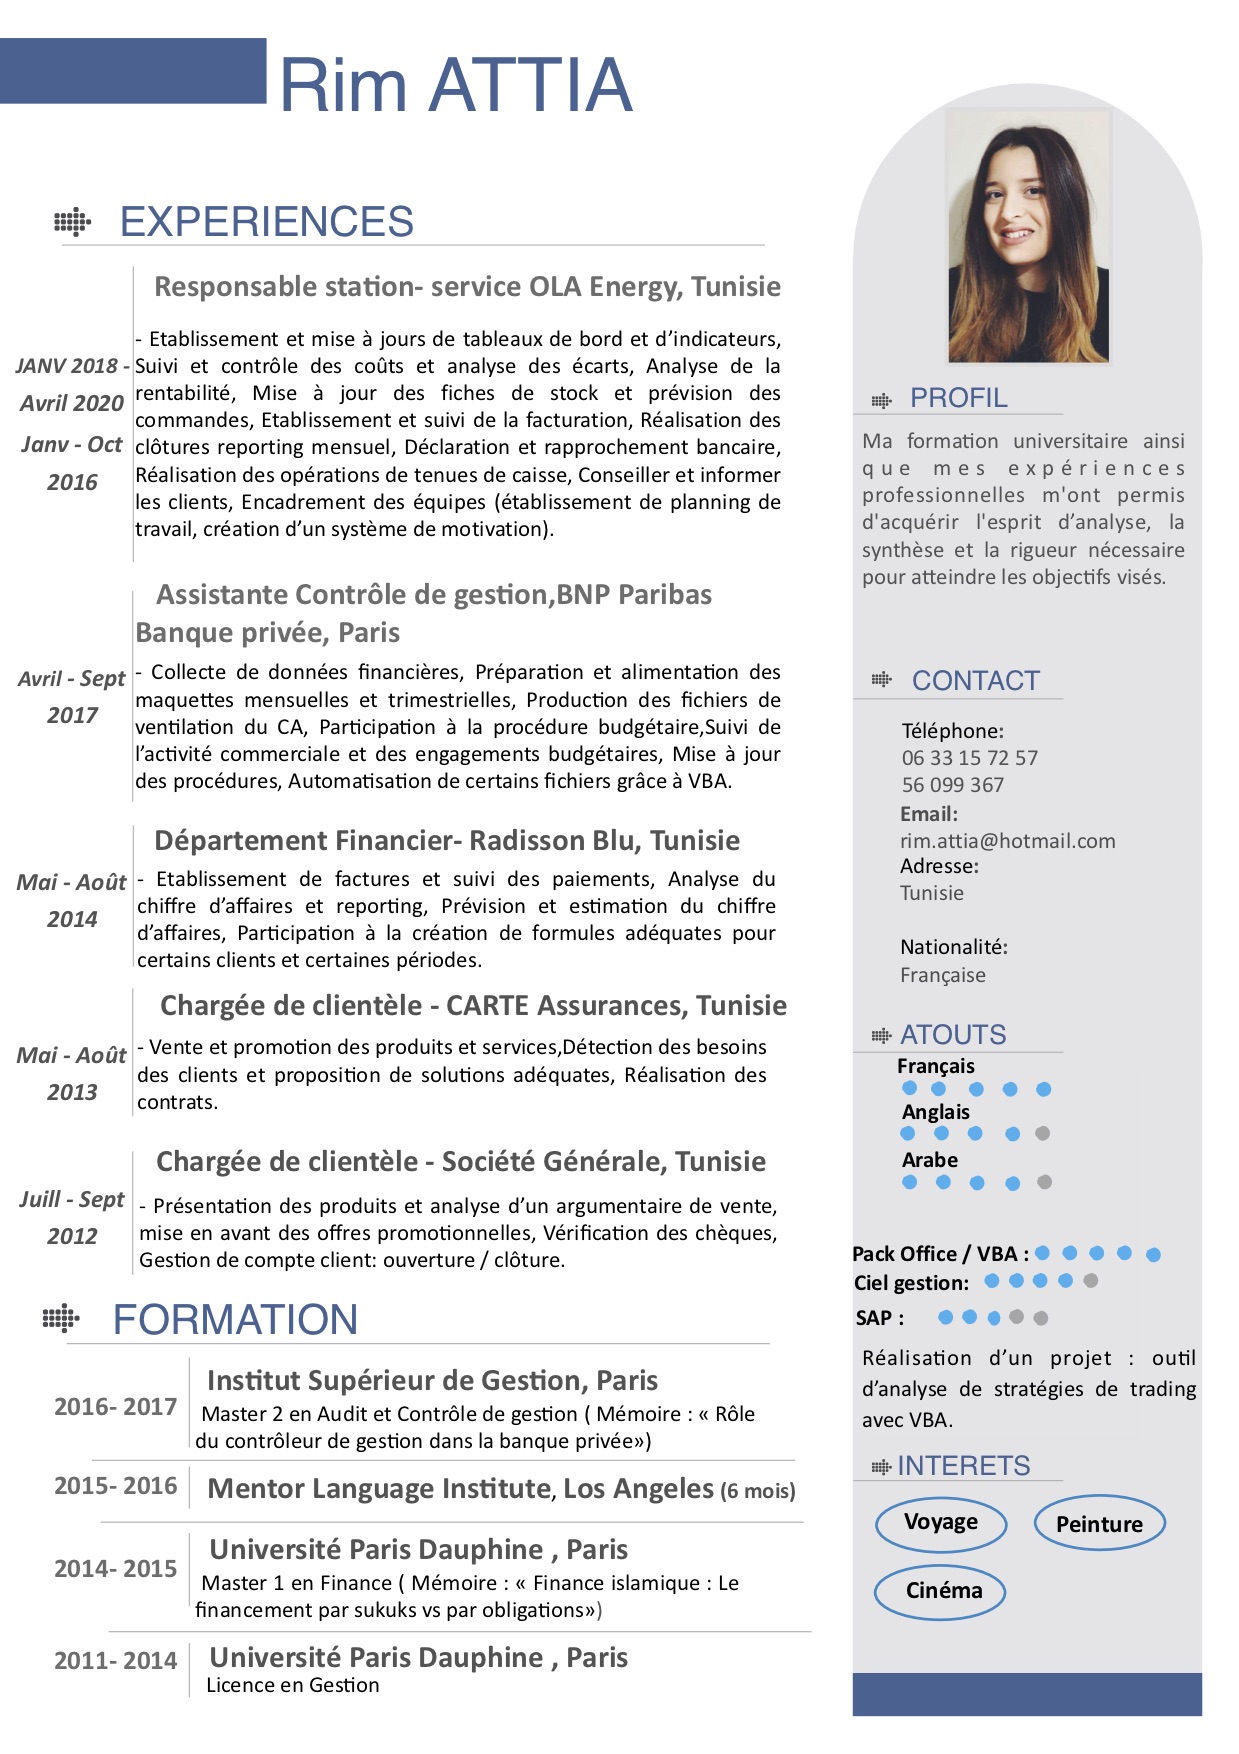 Rim ATTIA
EXPERIENCES
Responsable station- service OLA Energy, Tunisie
JANV 2018 -
Avril 2020
Janv - Oct
2016
- Etablissement et mise à jours de tableaux de bord et d’indicateurs,
Suivi et contrôle des coûts et analyse des écarts, Analyse de la
rentabilité, Mise à jour des fiches de stock et prévision des
commandes, Etablissement et suivi de la facturation, Réalisation des
clôtures reporting mensuel, Déclaration et rapprochement bancaire,
Réalisation des opérations de tenues de caisse, Conseiller et informer
les clients, Encadrement des équipes (établissement de planning de
travail, création d’un système de motivation).
Assistante Contrôle de gestion,BNP Paribas
Banque privée, Paris
Avril - Sept
2017
- Collecte de données financières, Préparation et alimentation des
maquettes mensuelles et trimestrielles, Production des fichiers de
ventilation du CA, Participation à la procédure budgétaire,Suivi de
l’activité commerciale et des engagements budgétaires, Mise à jour
des procédures, Automatisation de certains fichiers grâce à VBA.
Département Financier- Radisson Blu, Tunisie
Mai - Août
2014
- Etablissement de factures et suivi des paiements, Analyse du
chiffre d’affaires et reporting, Prévision et estimation du chiffre
d’affaires, Participation à la création de formules adéquates pour
certains clients et certaines périodes.
Chargée de clientèle - CARTE Assurances, Tunisie
Mai - Août
2013
- Vente et promotion des produits et services,Détection des besoins
des clients et proposition de solutions adéquates, Réalisation des
contrats.
Chargée de clientèle - Société Générale, Tunisie
Juill - Sept
2012
- Présentation des produits et analyse d’un argumentaire de vente,
mise en avant des offres promotionnelles, Vérification des chèques,
Gestion de compte client: ouverture / clôture.
FORMATION
2016- 2017
Institut Supérieur de Gestion, Paris
Master 2 en Audit et Contrôle de gestion ( Mémoire : « Rôle
du contrôleur de gestion dans la banque privée»)
2015- 2016
Mentor Language Institute, Los Angeles (6 mois)
2014- 2015
Université Paris Dauphine , Paris
Master 1 en Finance ( Mémoire : « Finance islamique : Le
financement par sukuks vs par obligations»)
2011- 2014
Université Paris Dauphine , Paris
Licence en Gestion
PROFIL
Ma formation universitaire ainsi
que mes expériences
professionnelles m'ont permis
d'acquérir l'esprit d’analyse, la
synthèse et la rigueur nécessaire
pour atteindre les objectifs visés.
CONTACT
Téléphone:
06 33 15 72 57
56 099 367
Email:
rim.attia@hotmail.com
Adresse:
Tunisie
Nationalité:
Française
ATOUTS
Français
Anglais
Arabe
Pack Office / VBA :
Ciel gestion:
SAP :
Réalisation d’un projet : outil
d’analyse de stratégies de trading
avec VBA.
INTERETS
Voyage
Peinture
Cinéma